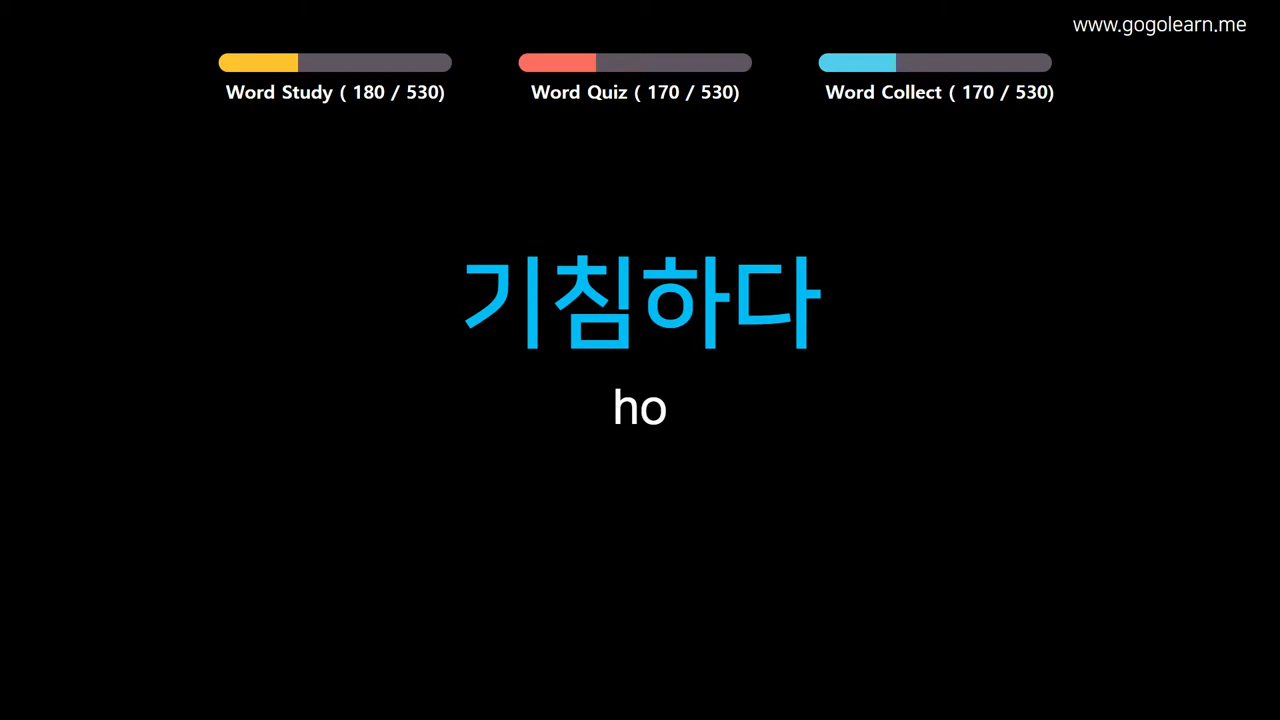 www.gogolearn.me
Word Study ( 180 / 530)
Word Quiz ( 170 / 530)
Word Collect ( 170 / 530)
기침하다
ho